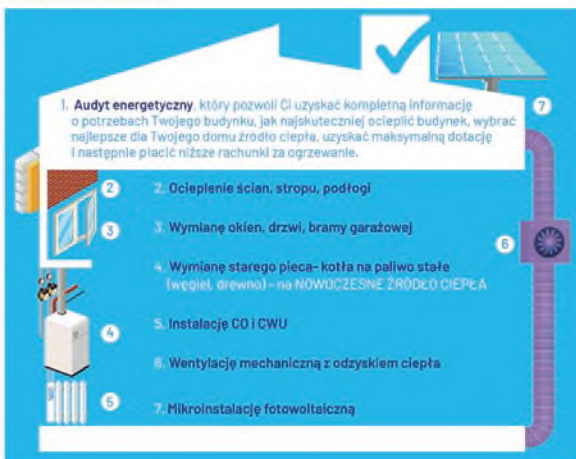 1. Audyt energetyczny, który pozwoli Ci uzyskać kompletną informację
o potrzebach Twojego budynku, jak najskuteczniej ocieplić budynek, wybrać
najlepsze dla Twojego domu źródło ciepła, uzyskać maksymalną dotację
i następnie płacić niższe rachunki za ogrzewanie.
7
2
2. Ocieplenie ścian, stropu, podłogi
3
3. Wymianę okien, drzwi, bramy garażowej
6
4. Wymianę starego pieca- kotła na paliwo stałe
(węgiel, drewno) - na NOWOCZESNE ŹRÓDŁO CIEPŁA
4
5. Instalację CO i CWU
6. Wentylację mechaniczną z odzyskiem ciepła
5
7. Mikroinstalację fotowoltaiczną